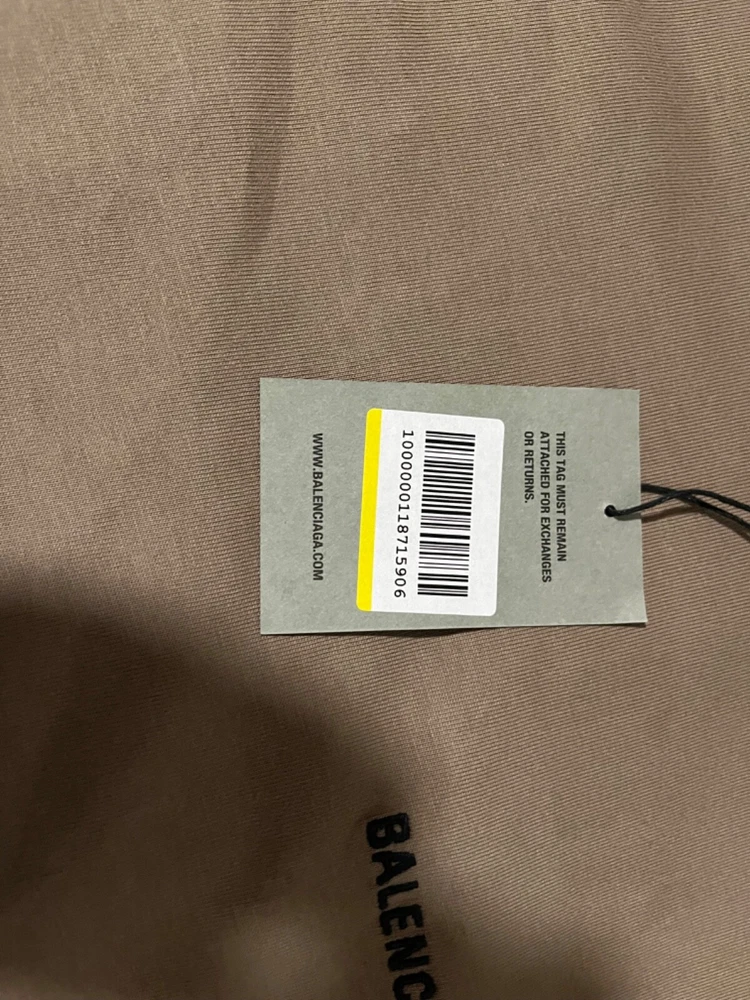 THIS TAG MUST REMAIN
ATTACHED FOR EXCHANGES
OR RETURNS.
1000000118715906
WWW.BALENCIAGA.COM
BALENC